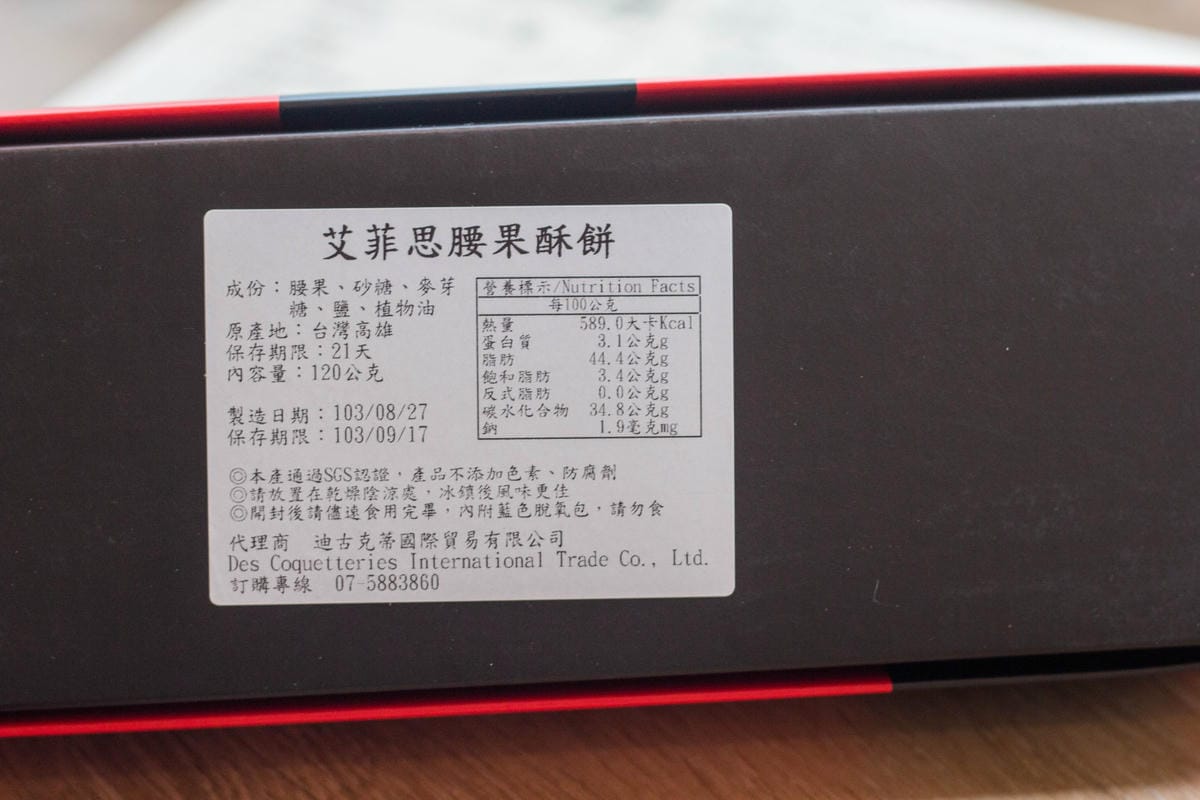 艾菲思腰果酥餅
成份：腰果、砂糖、麥芽
糖、鹽、植物油
原產地：台灣高雄
保存期限：21天
內容量：120公克
製造日期：103/08/27
保存期限：103/09/17
營養標示/Nutrition Facts
每100公克
熱量 589.0大卡Kcal
蛋白質 3.1公克g
脂肪 44.4公克g
飽和脂肪 3.4公克g
反式脂肪 0.0公克g
碳水化合物 34.8公克g
鈉 1.9毫克mg
◎本產通過SGS認證，產品不添加色素、防腐劑
◎請放置在乾燥陰涼處，冰鎮後風味更佳
◎開封後請儘速食用完畢，內附藍色脫氧包，請勿食
代理商 迪古克蒂國際貿易有限公司
Des Coquetteries International Trade Co., Ltd.
訂購專線 07-5883860